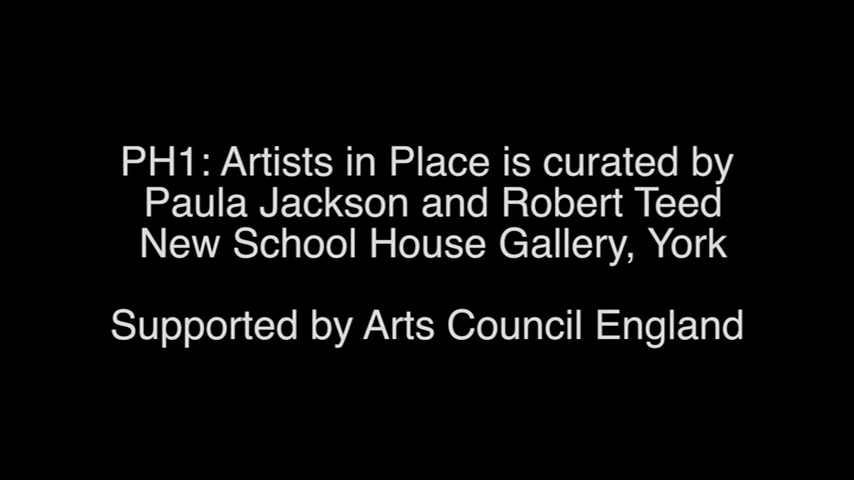 PH1: Artists in Place is curated by
Paula Jackson and Robert Teed
New School House Gallery, York
Supported by Arts Council England